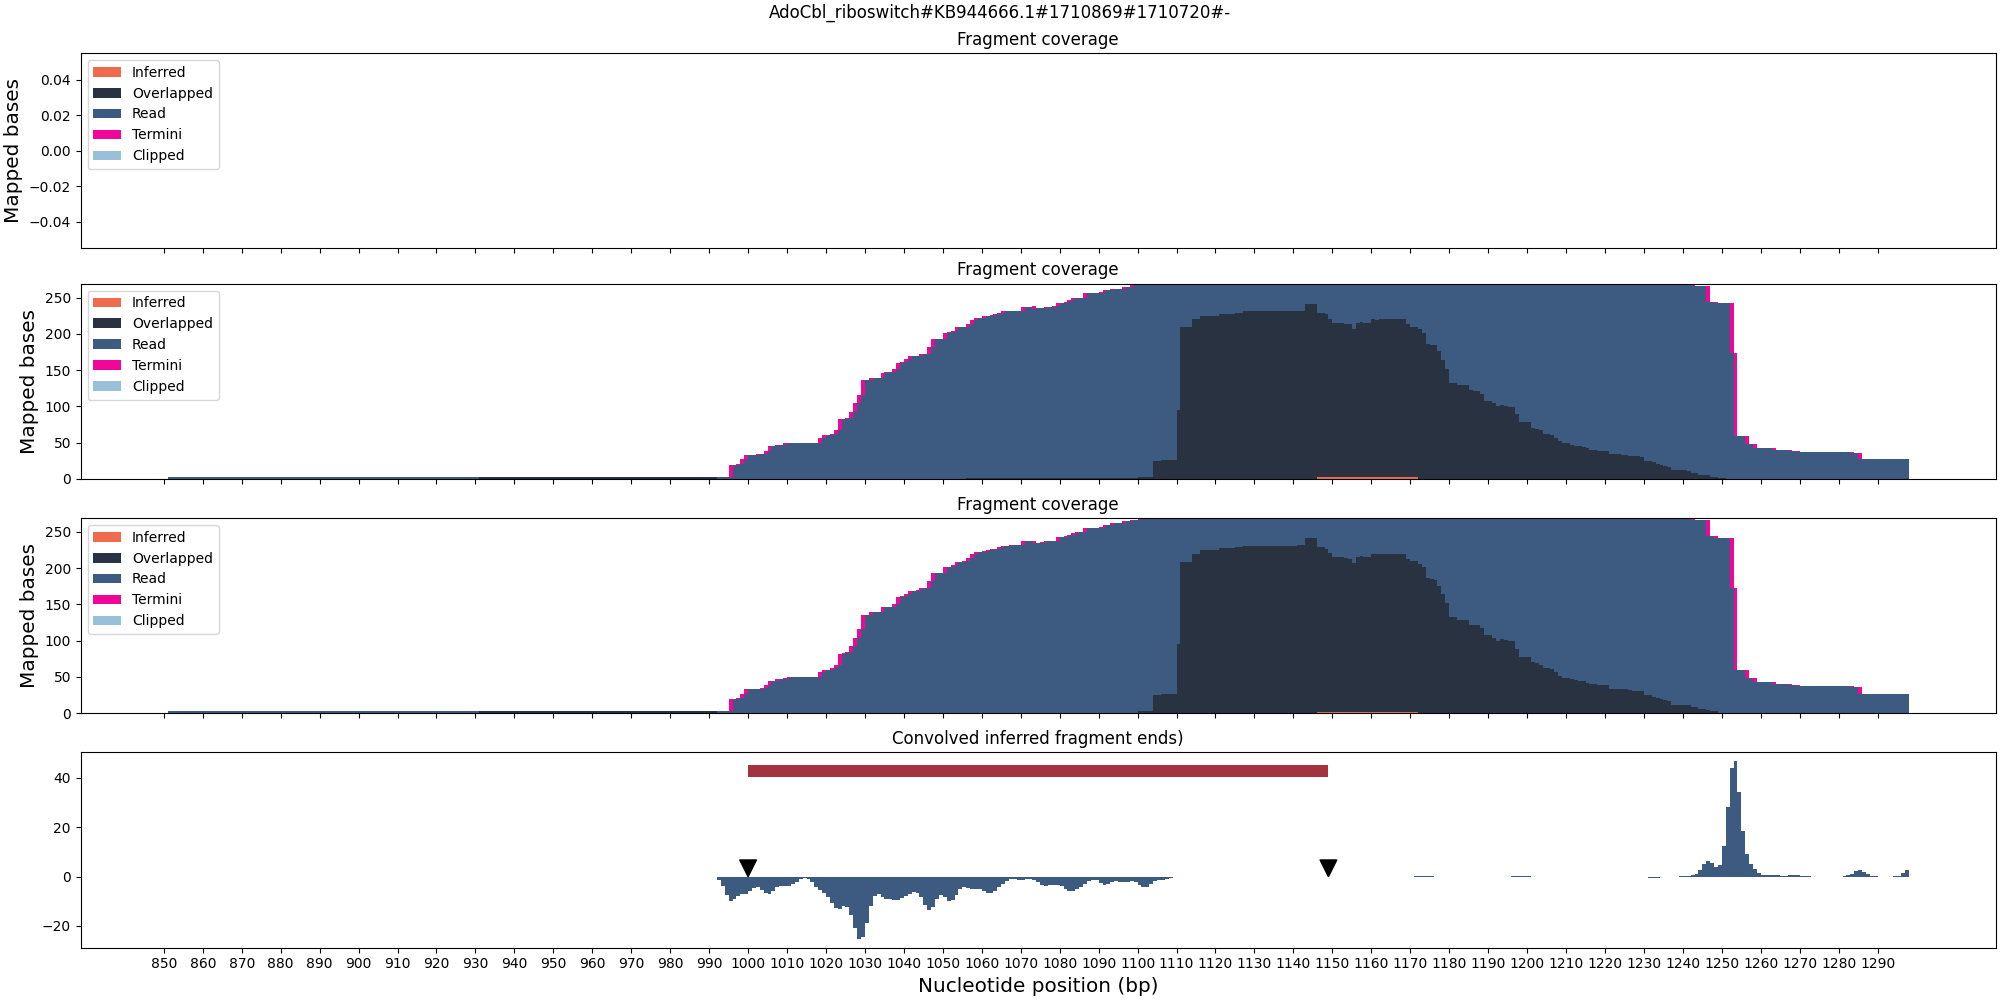 AdoCbl_riboswitch#KB944666.1#1710869#1710720#-
Fragment coverage
Mapped bases
0.04
0.02
0.00
−0.02
−0.04
Inferred
Overlapped
Read
Termini
Clipped
Fragment coverage
Mapped bases
250
200
150
100
50
0
Inferred
Overlapped
Read
Termini
Clipped
Fragment coverage
Mapped bases
250
200
150
100
50
0
Inferred
Overlapped
Read
Termini
Clipped
Convolved inferred fragment ends)
40
20
0
−20
850 860 870 880 890 900 910 920 930 940 950 960 970 980 990 1000 1010 1020 1030 1040 1050 1060 1070 1080 1090 1100 1110 1120 1130 1140 1150 1160 1170 1180 1190 1200 1210 1220 1230 1240 1250 1260 1270 1280 1290
Nucleotide position (bp)